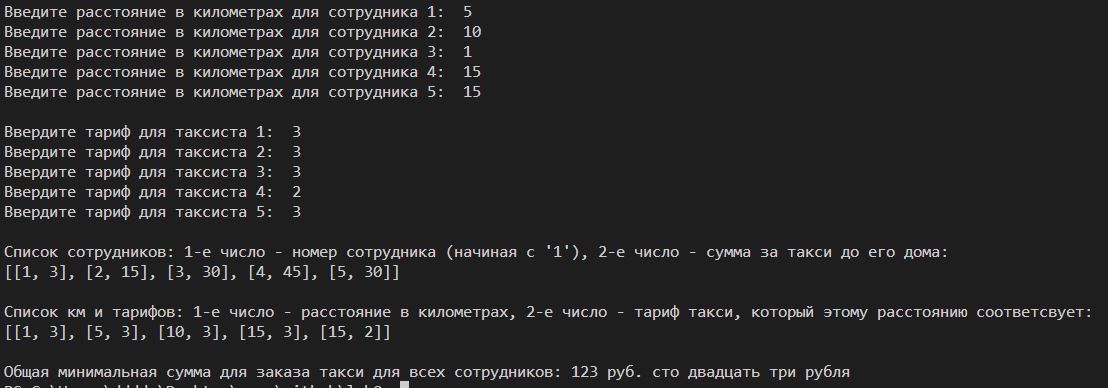 Введите расстояние в километрах для сотрудника 1:  5
Введите расстояние в километрах для сотрудника 2:  10
Введите расстояние в километрах для сотрудника 3:  1
Введите расстояние в километрах для сотрудника 4:  15
Введите расстояние в километрах для сотрудника 5:  15
Ввердите тариф для таксиста 1:  3
Ввердите тариф для таксиста 2:  3
Ввердите тариф для таксиста 3:  3
Ввердите тариф для таксиста 4:  2
Ввердите тариф для таксиста 5:  3
Список сотрудников: 1-е число - номер сотрудника (начиная с '1'), 2-е число - сумма за такси до его дома:
[[1, 3], [2, 15], [3, 30], [4, 45], [5, 30]]
Список км и тарифов: 1-е число - расстояние в километрах, 2-е число - тариф такси, который этому расстоянию соответсвует:
[[1, 3], [5, 3], [10, 3], [15, 3], [15, 2]]
Общая минимальная сумма для заказа такси для всех сотрудников: 123 руб. сто двадцать три рубля